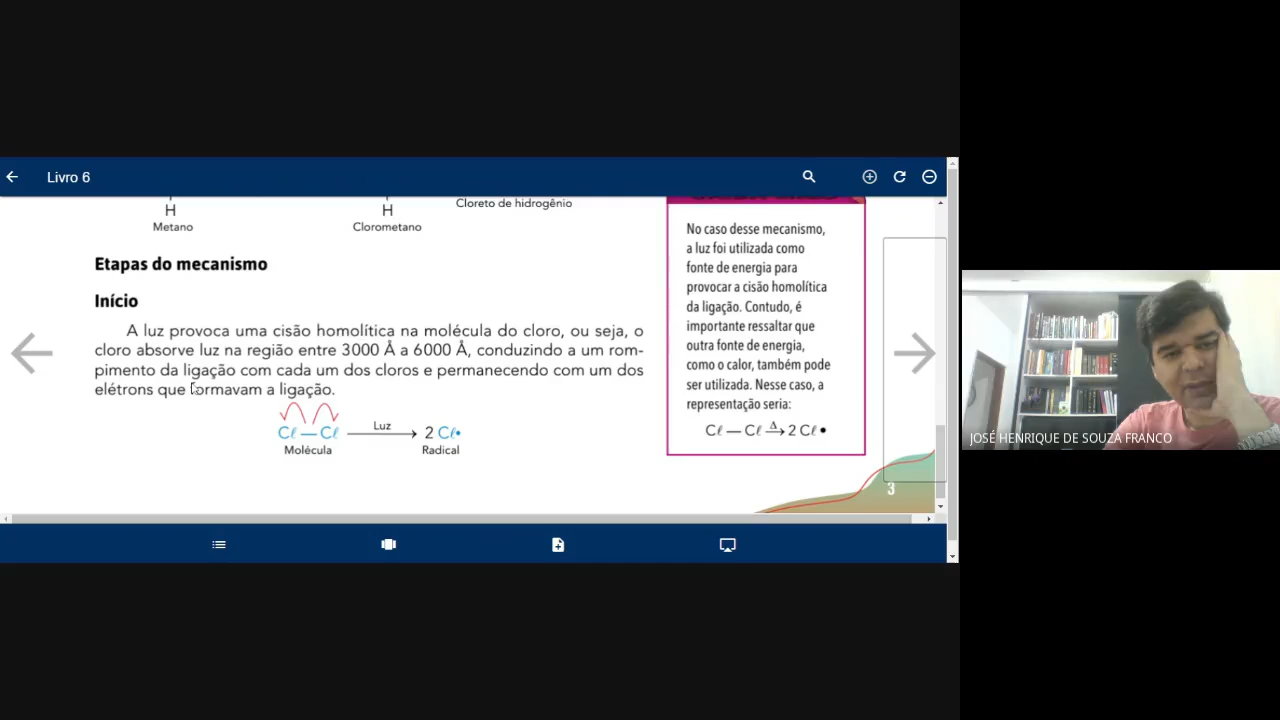 Livro 6
H
H
Cloreto de hidrogênio
Metano
Clorometano
Etapas do mecanismo
Início
A luz provoca uma cisão homolítica na molécula do cloro, ou seja, o
cloro absorve luz na região entre 3000 Å a 6000 Å, conduzindo a um rom-
pimento da ligação com cada um dos cloros e permanecendo com um dos
elétrons que formavam a ligação.
Cℓ — Cℓ Luz → 2 Cℓ•
Molécula
Radical
No caso desse mecanismo,
a luz foi utilizada como
fonte de energia para
provocar a cisão homolítica
da ligação. Contudo, é
importante ressaltar que
outra fonte de energia,
como o calor, também pode
ser utilizada. Nesse caso, a
representação seria:
Cℓ — Cℓ Δ→ 2 Cℓ •
3
JOSÉ HENRIQUE DE SOUZA FRANCO